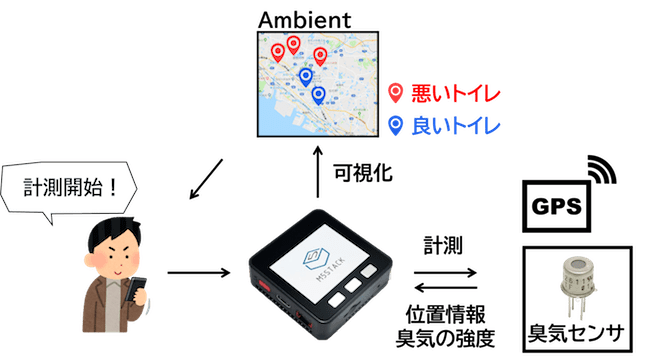 Ambient
悪いトイレ
良いトイレ
計測開始！
可視化
GPS
M5STACK
計測
位置情報
臭気の強度
臭気センサ